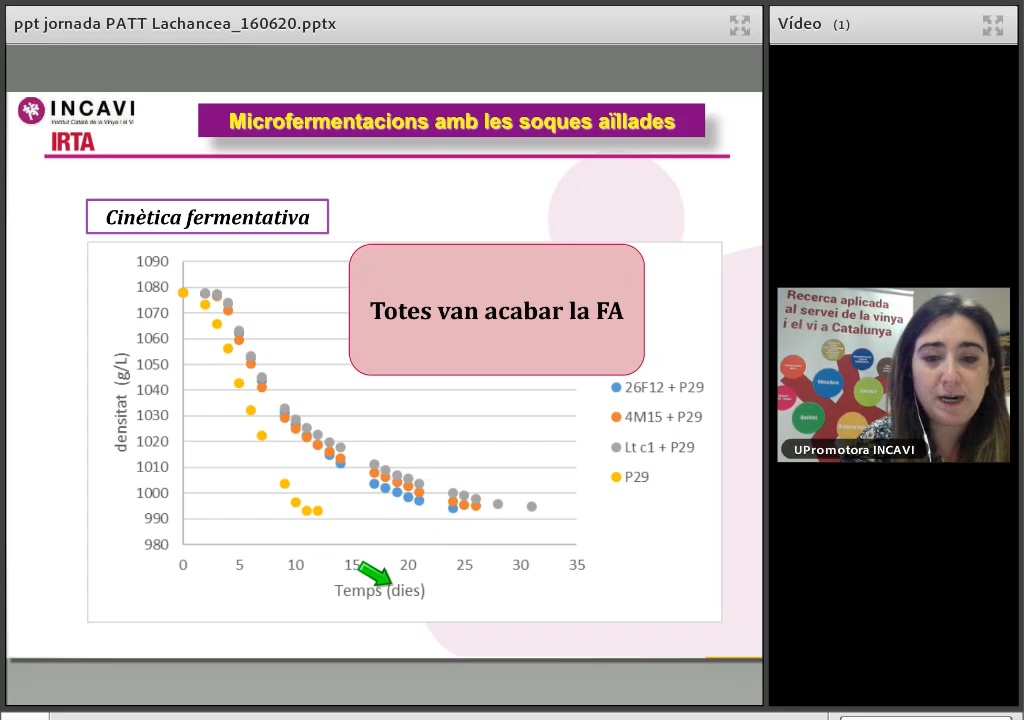 ppt jornada PATT Lachancea_160620.pptx
Vídeo (1)
INCAVI
Institut Català de la Vinya i el Vi
IRTA
Microfermentacions amb les soques aïllades
Cinètica fermentativa
Totes van acabar la FA
1090
1080
1070
1060
1050
1040
1030
1020
1010
1000
990
980
densitat (g/L)
0 5 10 15 20 25 30 35
Temps (dies)
26F12 + P29
4M15 + P29
Lt c1 + P29
P29
Recerca aplicada
al servei de la vinya
i el vi a Catalunya
UPromotora INCAVI